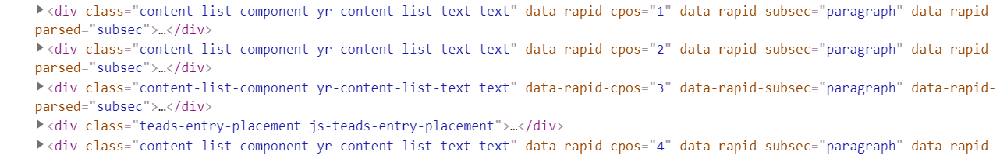 ▶<div class="content-list-component yr-content-list-text text" data-rapid-cpos="1" data-rapid-subsec="paragraph" data-rapid-
parsed="subsec">…</div>
▶<div class="content-list-component yr-content-list-text text" data-rapid-cpos="2" data-rapid-subsec="paragraph" data-rapid-
parsed="subsec">…</div>
▶<div class="content-list-component yr-content-list-text text" data-rapid-cpos="3" data-rapid-subsec="paragraph" data-rapid-
parsed="subsec">…</div>
▶<div class="teads-entry-placement js-teads-entry-placement">…</div>
▶<div class="content-list-component yr-content-list-text text" data-rapid-cpos="4" data-rapid-subsec="paragraph" data-rapid-